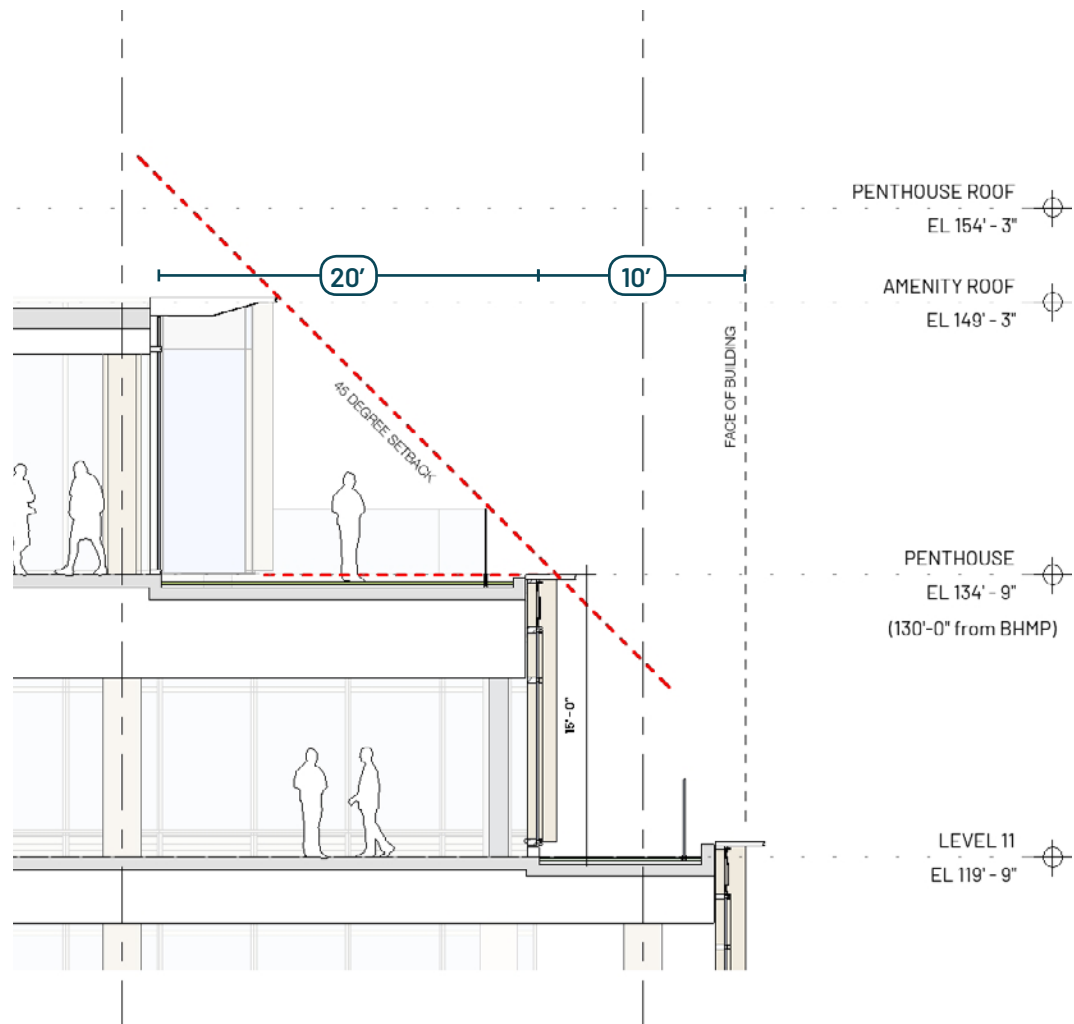 PENTHOUSE ROOF
EL 154' - 3"
20’
10’
AMENITY ROOF
EL 149' - 3"
FACE OF BUILDING
45 DEGREE SETBACK
PENTHOUSE
EL 134' - 9"
(130'-0" from BHMP)
15'-0"
LEVEL 11
EL 119' - 9"